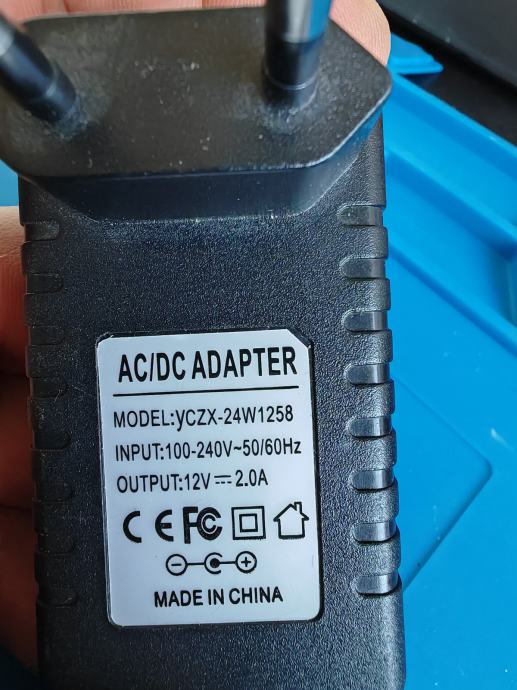 AC/DC ADAPTER
MODEL:yCZX-24W1258
INPUT:100-240V~50/60Hz
OUTPUT:12V⎓2.0A
CE FC
MADE IN CHINA